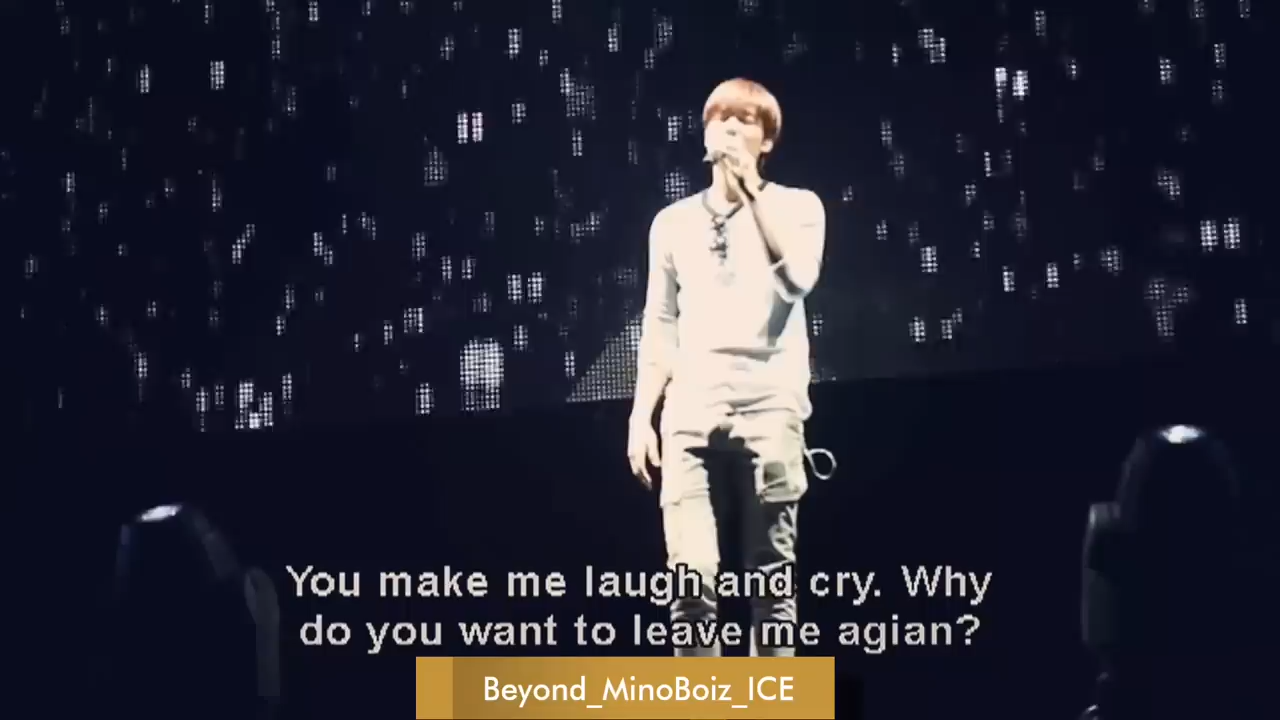 You make me laugh and cry. Why
do you want to leave me agian?
Beyond_MinoBoiz_ICE